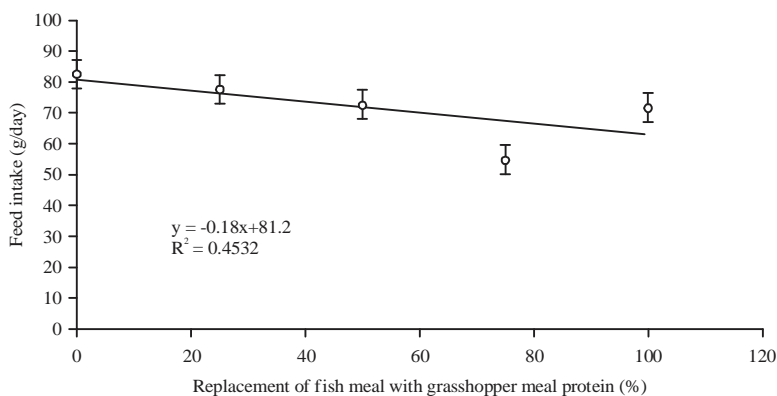 100
90
80
70
60
50
40
30
20
10
0
Feed intake (g/day)
y = -0.18x+81.2
R² = 0.4532
0 20 40 60 80 100 120
Replacement of fish meal with grasshopper meal protein (%)